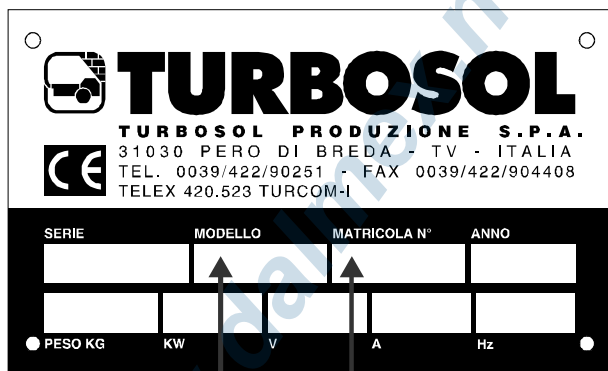 TURBOSOL
TURBOSOL PRODUZIONE S.P.A.
31030 PERO DI BREDA - TV - ITALIA
TEL. 0039/422/90251 - FAX 0039/422/904408
TELEX 420.523 TURCOM-I
CE
SERIE MODELLO MATRICOLA N° ANNO
PESO KG KW V A Hz